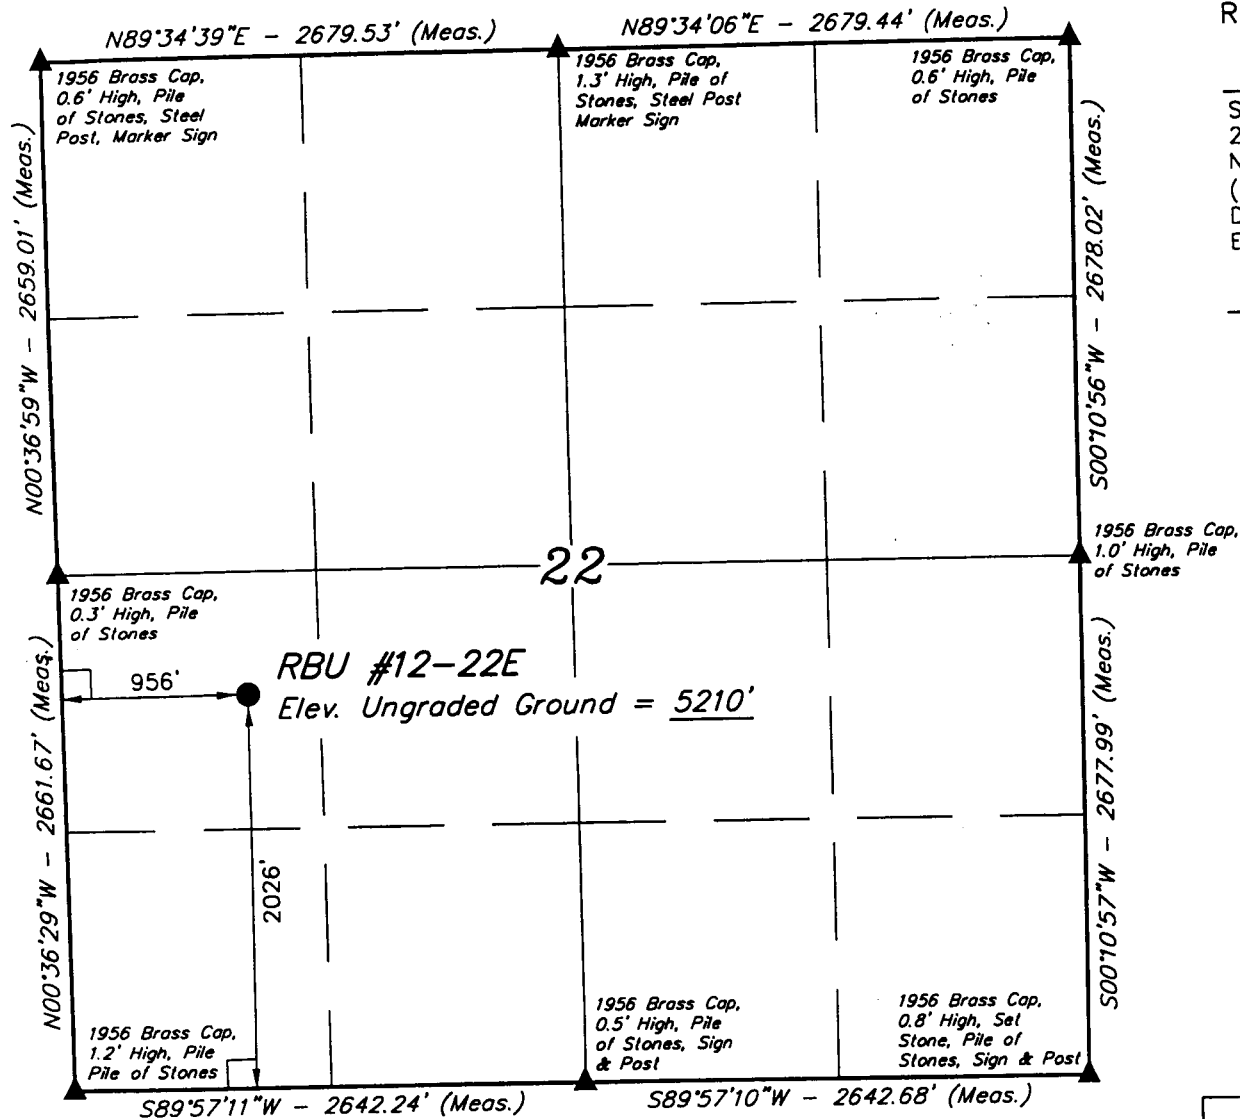 N89°34'39"E - 2679.53' (Meas.)
N89°34'06"E - 2679.44' (Meas.)
R
1956 Brass Cap,
0.6' High, Pile
of Stones, Steel
Post, Marker Sign
1956 Brass Cap,
1.3' High, Pile of
Stones, Steel Post
Marker Sign
1956 Brass Cap,
0.6' High, Pile
of Stones
S
2
N
(
D
E
N00°36'59"W - 2659.01' (Meas.)
S00°10'56"W - 2678.02' (Meas.)
22
1956 Brass Cap,
1.0' High, Pile
of Stones
1956 Brass Cap,
0.3' High, Pile
of Stones
RBU #12-22E
Elev. Ungraded Ground = 5210'
956'
2026'
N00°36'29"W - 2661.67' (Meas.)
S00°10'57"W - 2677.99' (Meas.)
1956 Brass Cap,
1.2' High, Pile
Pile of Stones
1956 Brass Cap,
0.5' High, Pile
of Stones, Sign
& Post
1956 Brass Cap,
0.8' High, Set
Stone, Pile of
Stones, Sign & Post
S89°57'11"W - 2642.24' (Meas.)
S89°57'10"W - 2642.68' (Meas.)